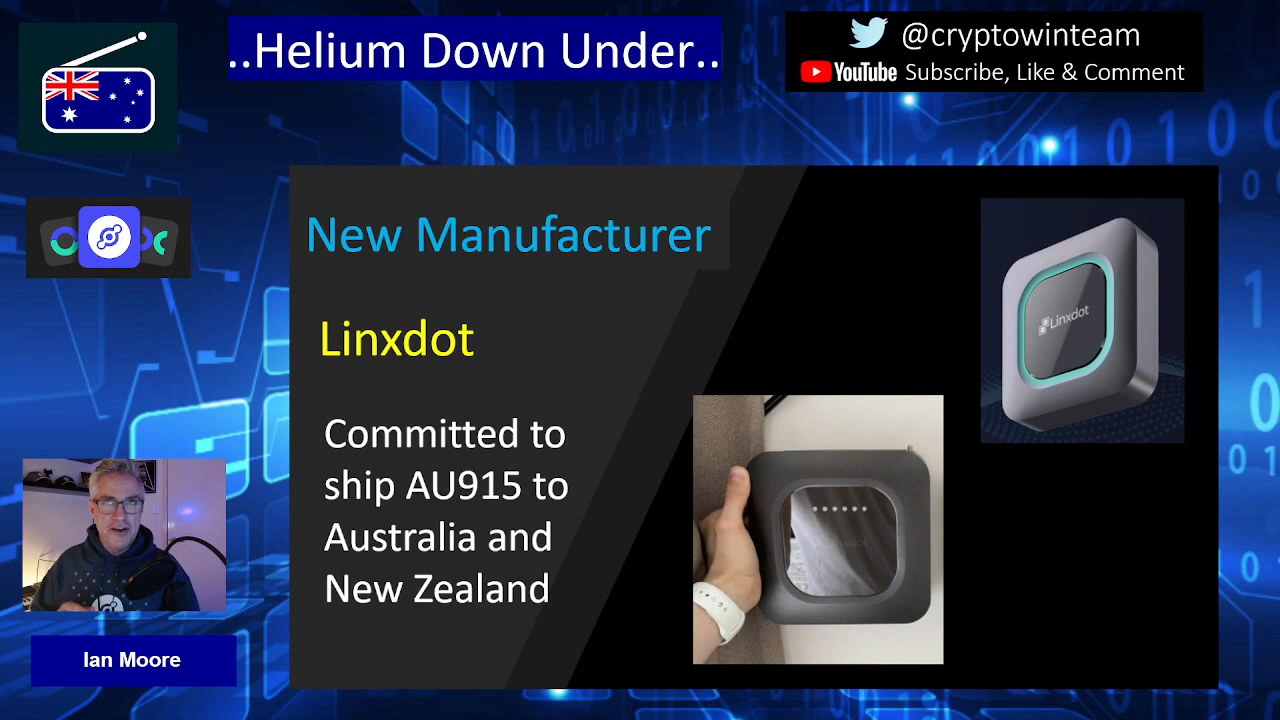 ..Helium Down Under..
@cryptowinteam
YouTube Subscribe, Like & Comment
New Manufacturer
Linxdot
Committed to
ship AU915 to
Australia and
New Zealand
Linxdot
Linxdot
Ian Moore